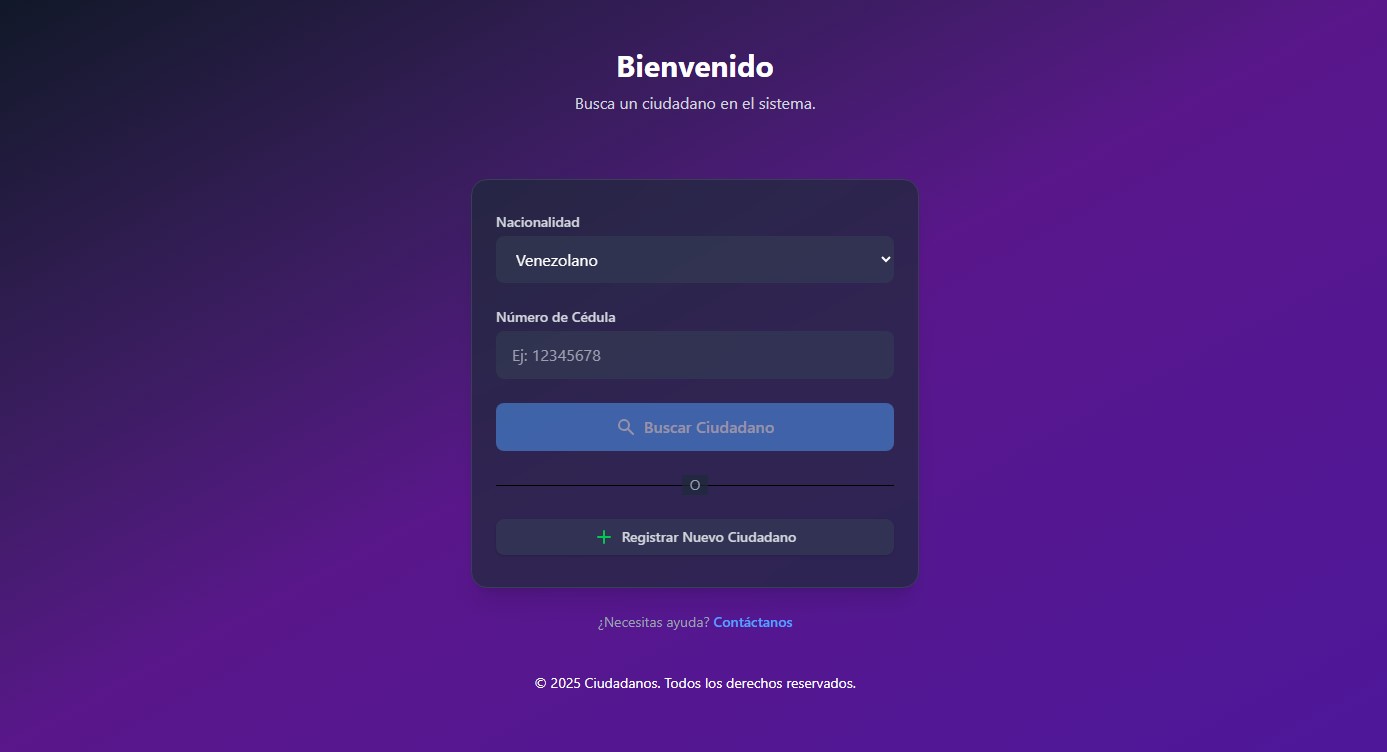 Bienvenido
Busca un ciudadano en el sistema.
Nacionalidad
Venezolano
Número de Cédula
Ej: 12345678
Buscar Ciudadano
O
Registrar Nuevo Ciudadano
¿Necesitas ayuda? Contáctanos
© 2025 Ciudadanos. Todos los derechos reservados.